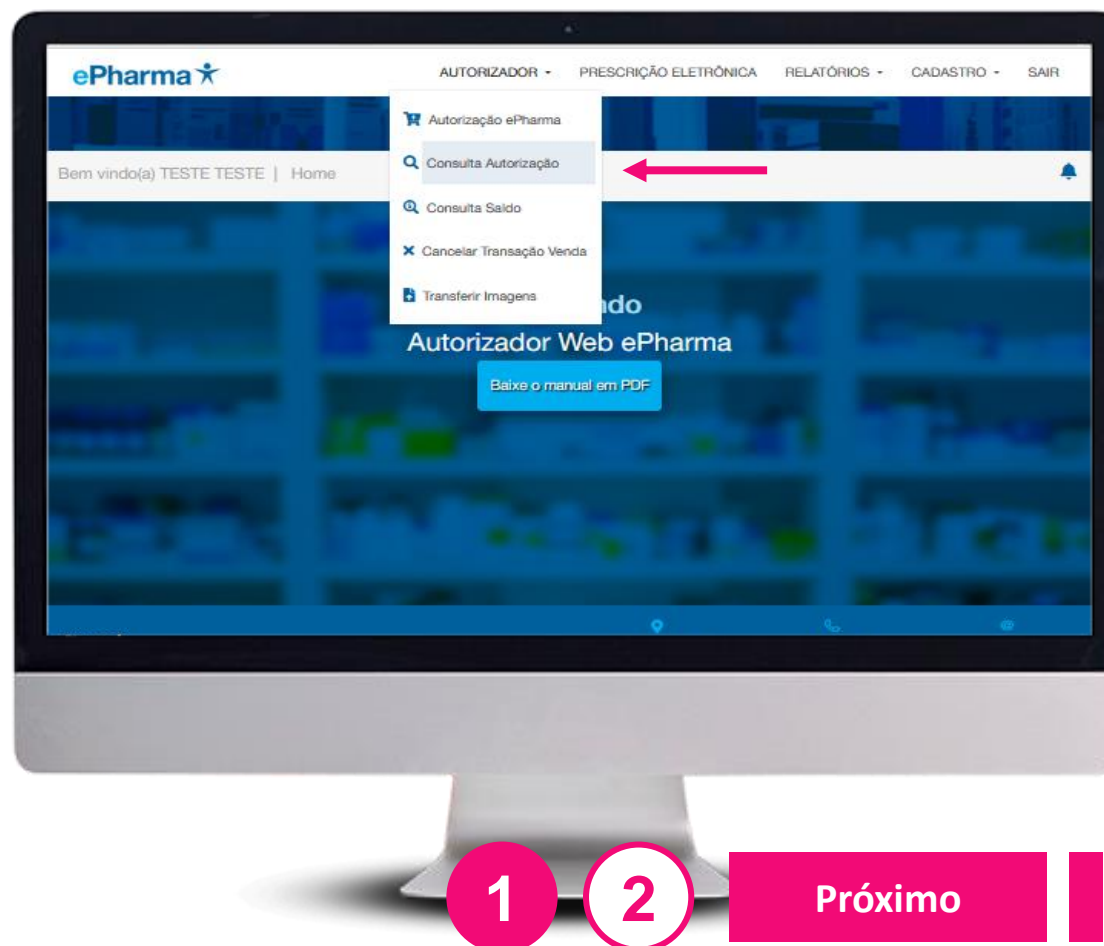 ePharma
AUTORIZADOR
PRESCRIÇÃO ELETRÔNICA
RELATÓRIOS
CADASTRO
SAIR
Autorização ePharma
Consulta Autorização
Consulta Saldo
Cancelar Transação Venda
Transferir Imagens
Bem vindo(a) TESTE TESTE | Home
ndo
Autorizador Web ePharma
Baixe o manual em PDF
1
2
Próximo